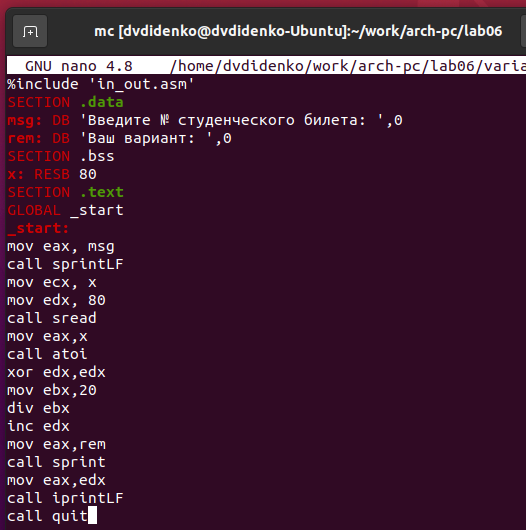 mc [dvdidenko@dvdidenko-Ubuntu]:~/work/arch-pc/lab06
GNU nano 4.8 /home/dvdidenko/work/arch-pc/lab06/varia
%include 'in_out.asm'
SECTION .data
msg: DB 'Введите № студенческого билета: ',0
rem: DB 'Ваш вариант: ',0
SECTION .bss
x: RESB 80
SECTION .text
GLOBAL _start
_start:
mov eax, msg
call sprintLF
mov ecx, x
mov edx, 80
call sread
mov eax,x
call atoi
xor edx,edx
mov ebx,20
div ebx
inc edx
mov eax,rem
call sprint
mov eax,edx
call iprintLF
call quit